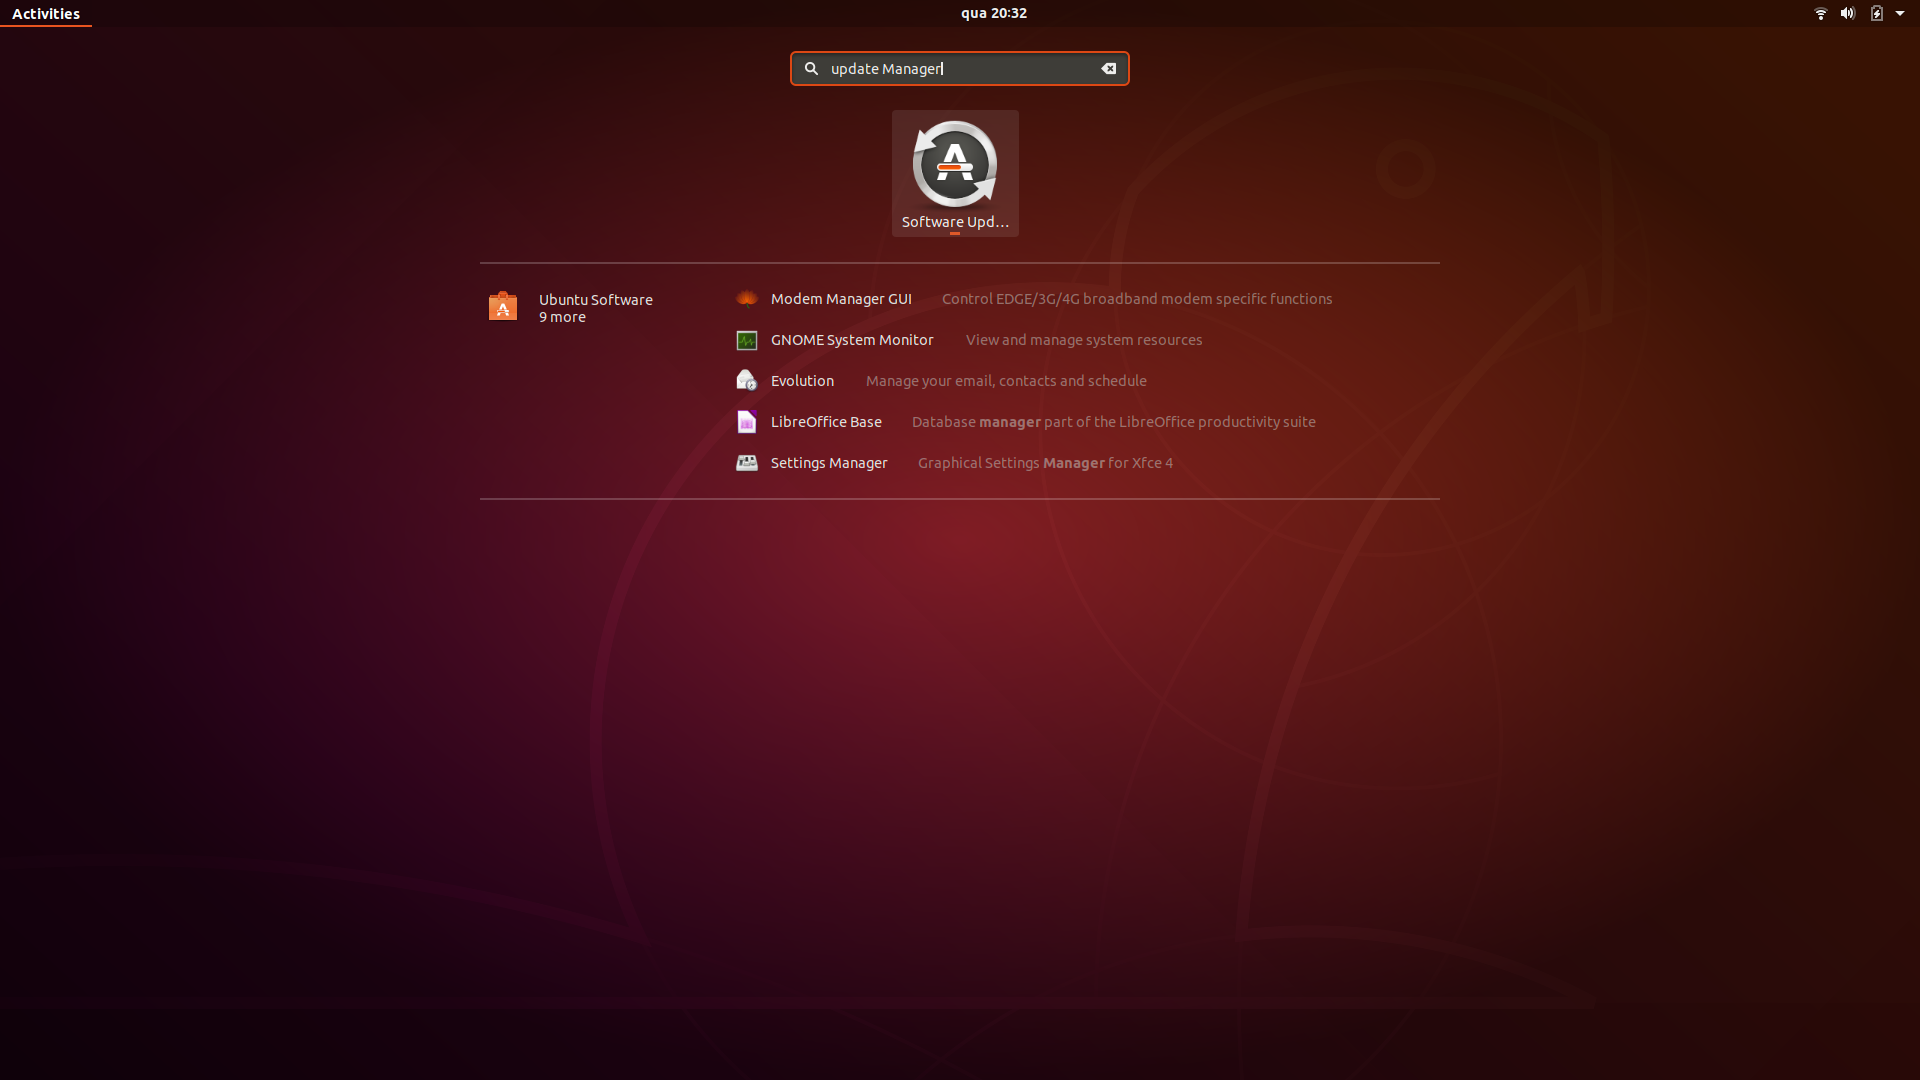 Activities
qua 20:32
update Manager
Software Upd…
Ubuntu Software
9 more
Modem Manager GUI Control EDGE/3G/4G broadband modem specific functions
GNOME System Monitor View and manage system resources
Evolution Manage your email, contacts and schedule
LibreOffice Base Database manager part of the LibreOffice productivity suite
Settings Manager Graphical Settings Manager for Xfce 4